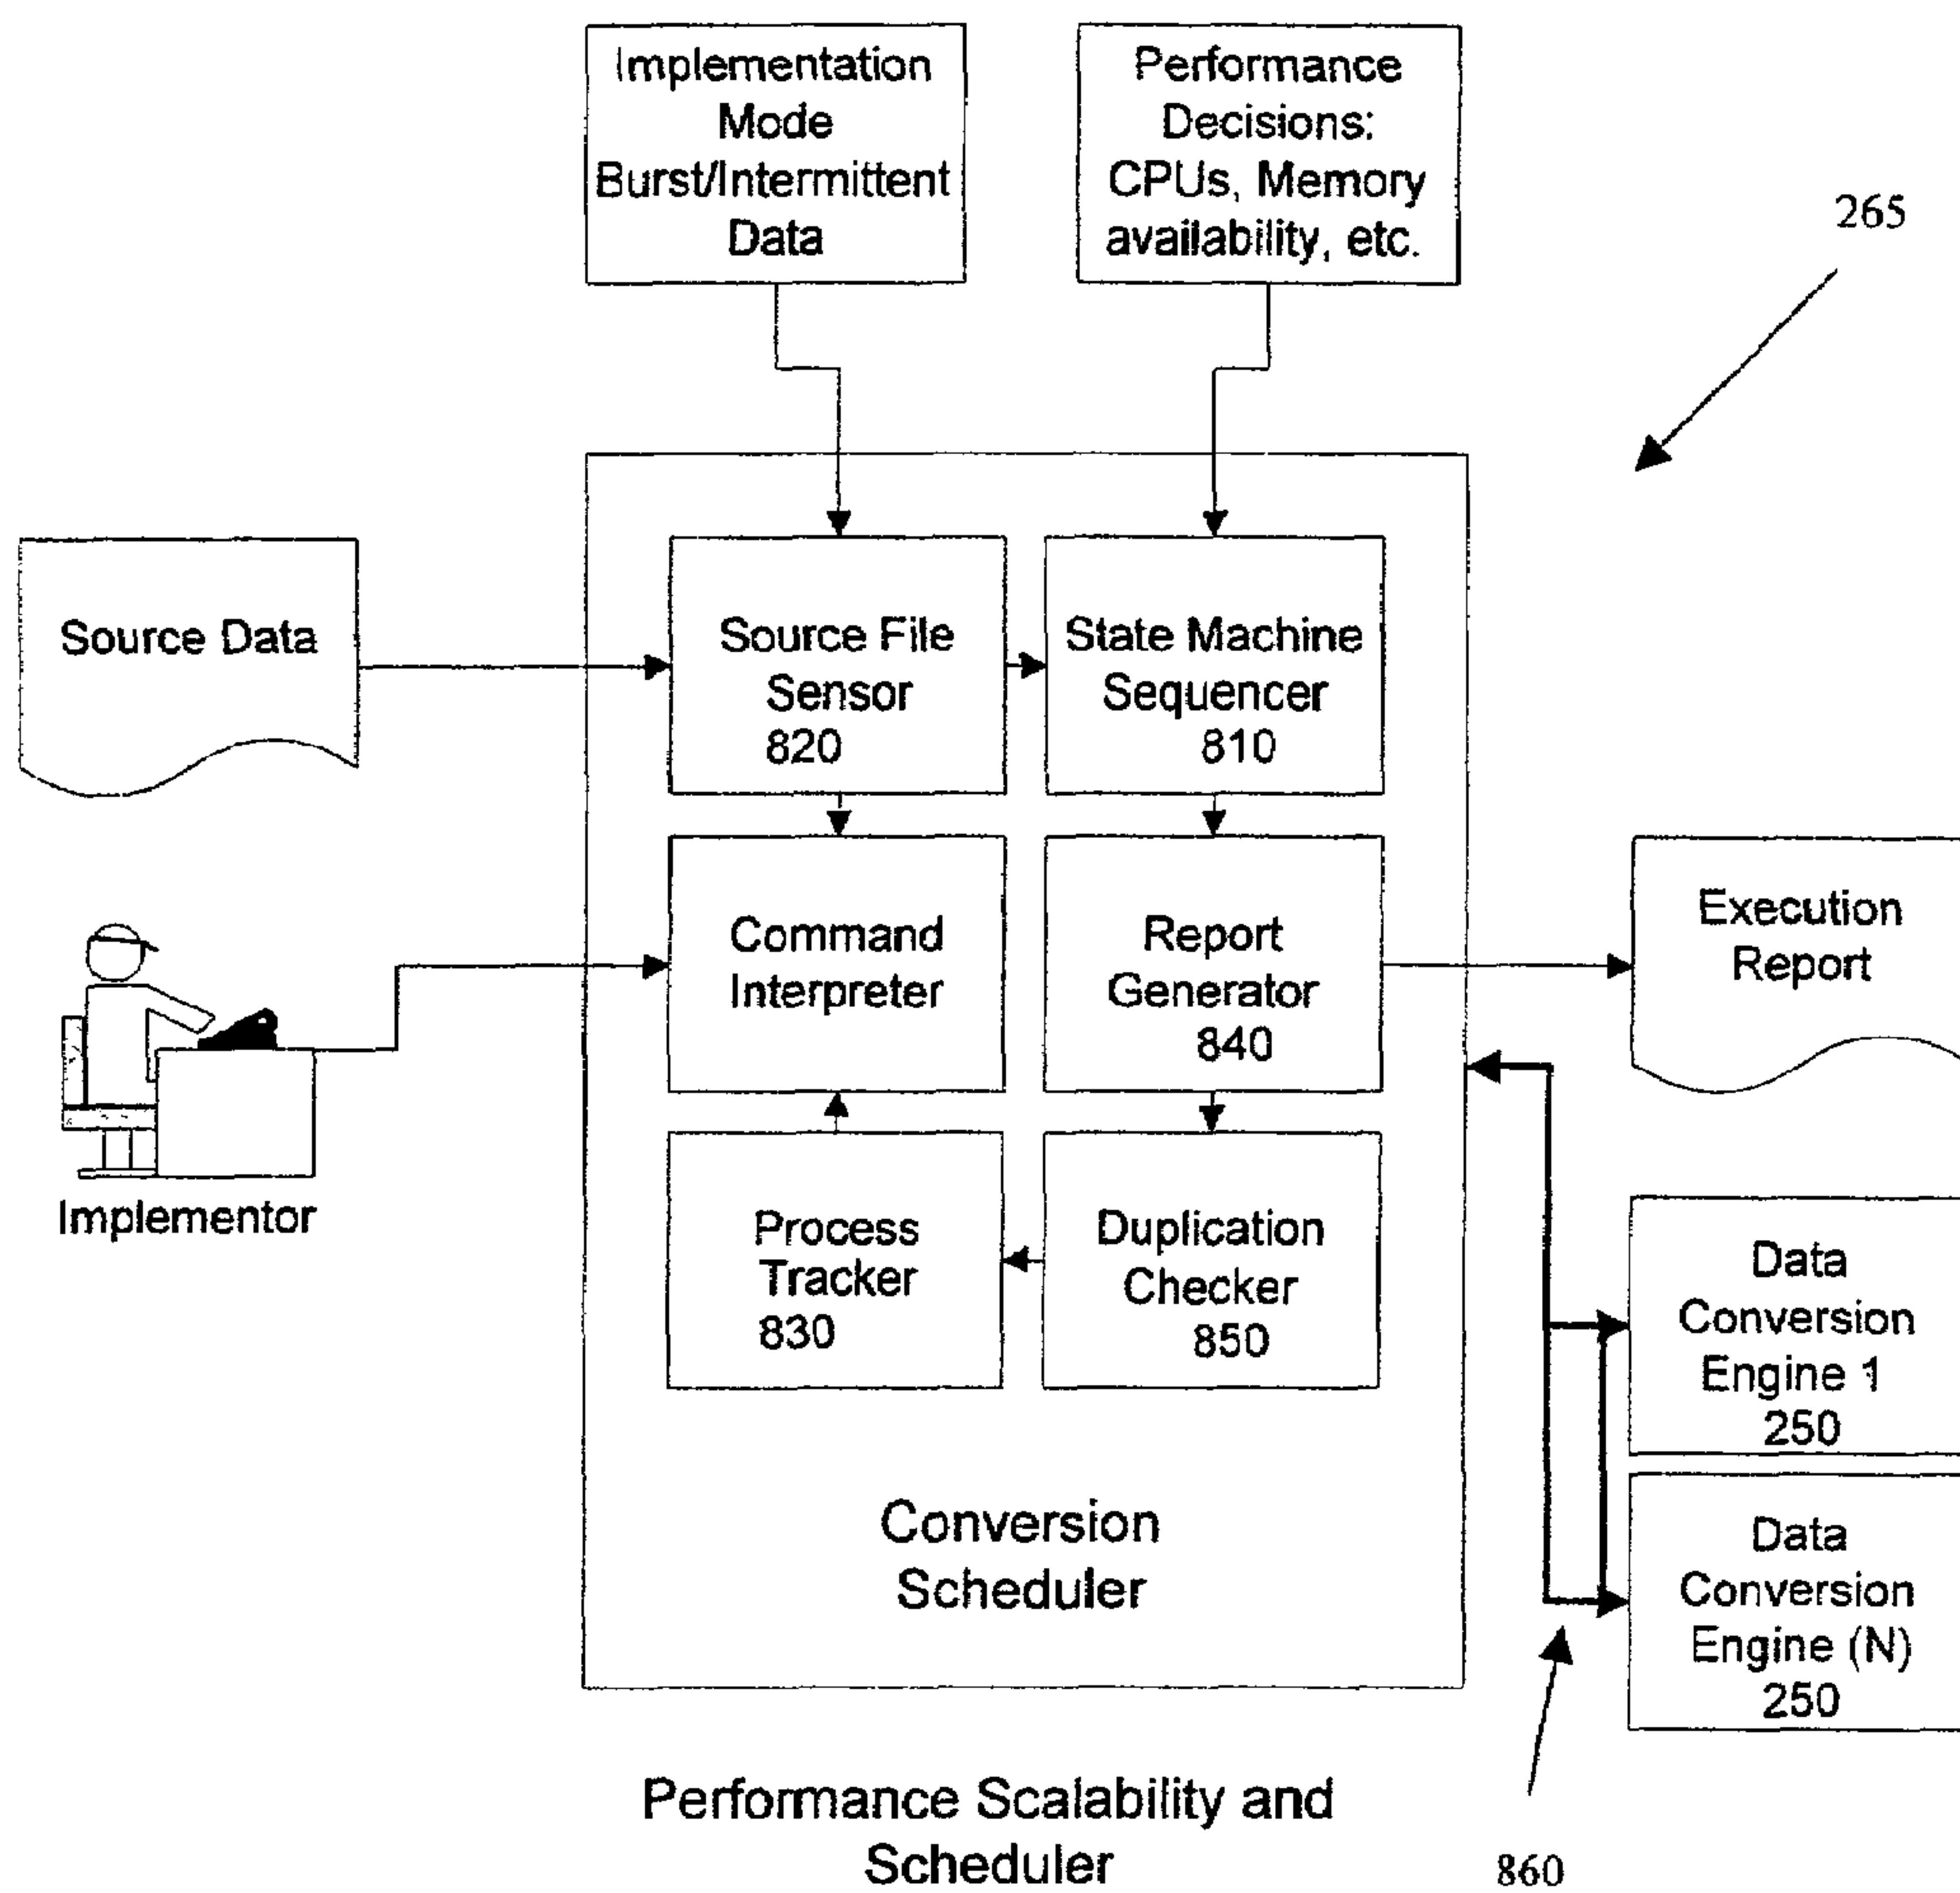 Implementation
Mode
Burst/Intermittent
Data
Performance
Decisions:
CPUs, Memory
availability, etc.
265
Source Data
Source File
Sensor
820
State Machine
Sequencer
810
Command
Interpreter
Report
Generator
840
Execution
Report
Implementor
Process
Tracker
830
Duplication
Checker
850
Data
Conversion
Engine 1
250
Conversion
Scheduler
Data
Conversion
Engine (N)
250
Performance Scalability and
Scheduler
860